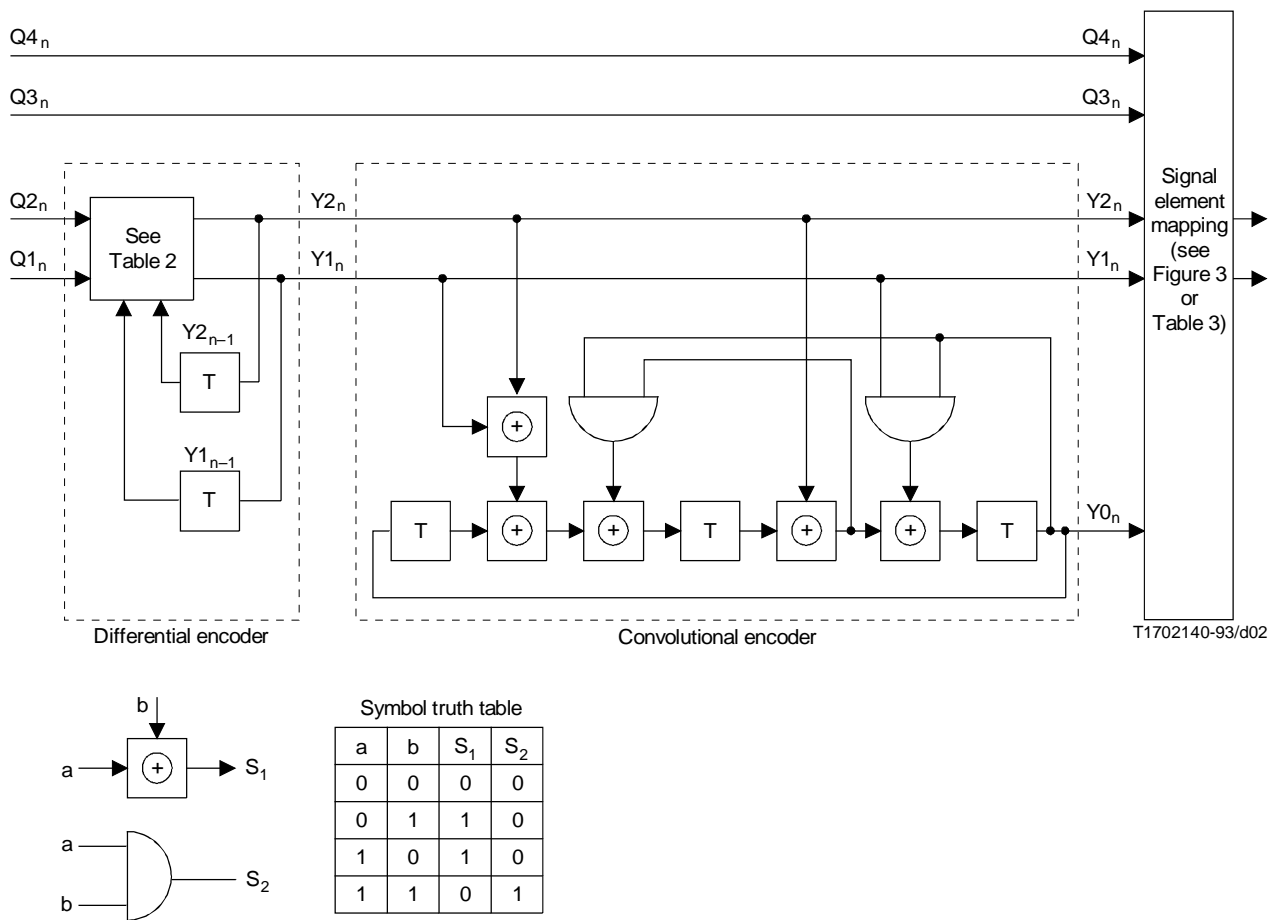 Q4n Q4n
Q3n Q3n
Q2n Y2n Y2n
Q1n Y1n Y1n
See
Table 2
Signal
element
mapping
(see
Figure 3
or
Table 3)
Y2n–1
T
+
Y1n–1
T
T + + T + + T Y0n
Differential encoder
Convolutional encoder
T1702140-93/d02
b
a + S1
a
b
S2
Symbol truth table
a b S1 S2
0 0 0 0
0 1 1 0
1 0 1 0
1 1 0 1